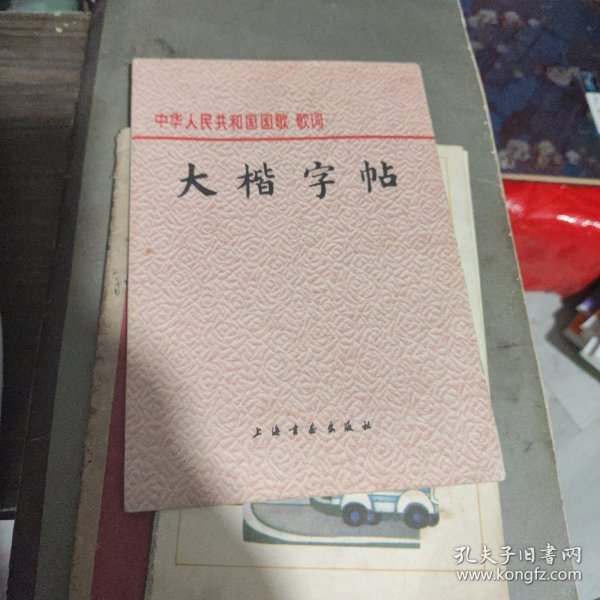 中华人民共和国国歌 歌词
大楷字帖
上海书画出版社
孔夫子旧书网
www.kongfz.com